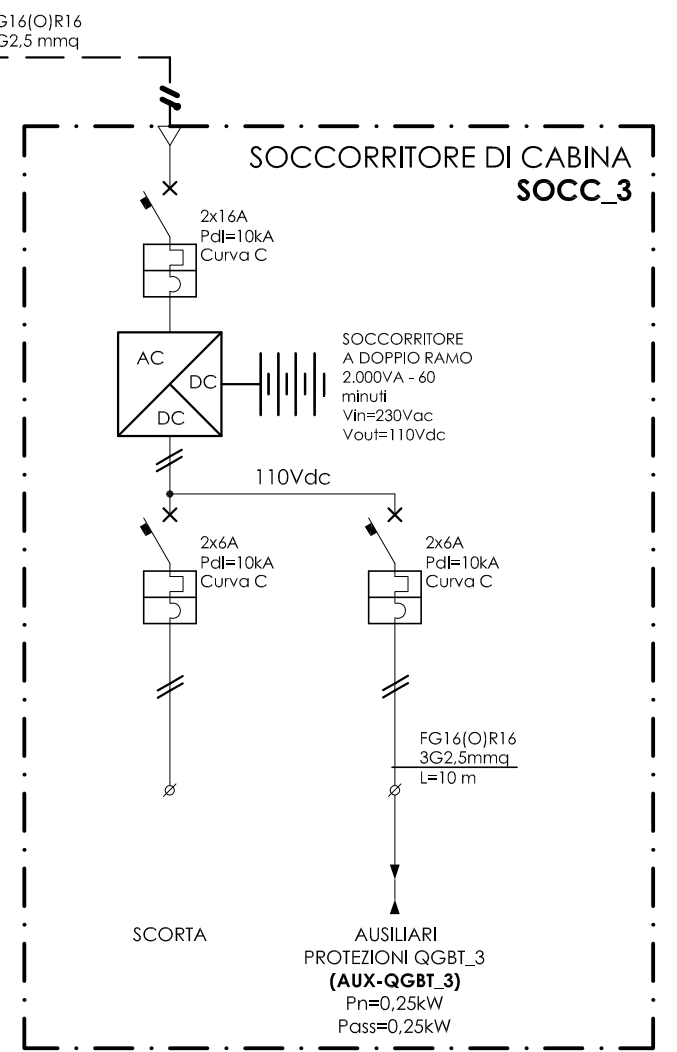 G16(O)R16
G2,5 mmq
SOCCORRITORE DI CABINA
SOCC_3
2x16A
PdI=10kA
Curva C
AC
DC
DC
SOCCORRITORE
A DOPPIO RAMO
2.000VA - 60
minuti
Vin=230Vac
Vout=110Vdc
110Vdc
2x6A
PdI=10kA
Curva C
2x6A
PdI=10kA
Curva C
FG16(O)R16
3G2,5mmq
L=10 m
SCORTA
AUSILIARI
PROTEZIONI QGBT_3
(AUX-QGBT_3)
Pn=0,25kW
Pass=0,25kW